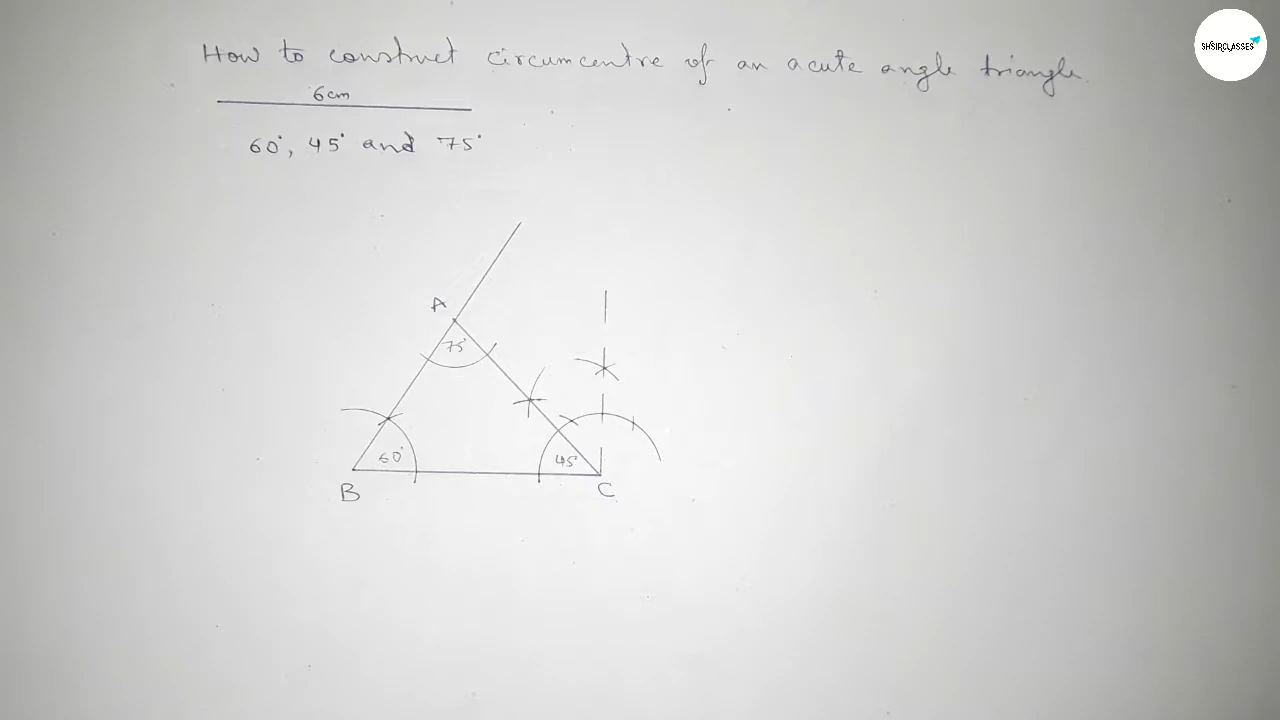 SHSIRCLASSES
How to construct circumcentre of an acute angle triangle
6cm
60°, 45° and 75°
A
75°
60°
45°
B
C